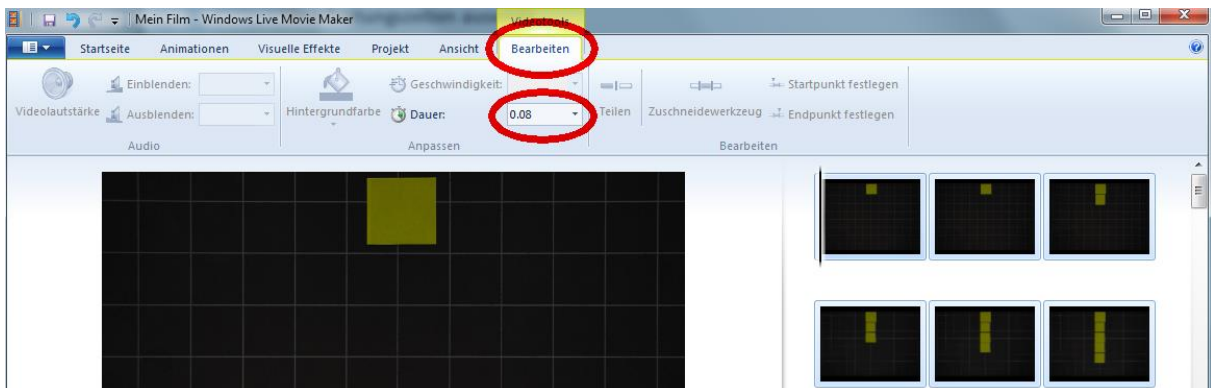 Mein Film - Windows Live Movie Maker
Videotools
Startseite Animationen Visuelle Effekte Projekt Ansicht Bearbeiten
Videolautstärke
Einblenden:
Ausblenden:
Audio
Hintergrundfarbe
Geschwindigkeit:
Dauer: 0.08
Anpassen
Teilen
Zuschneidewerkzeug
Startpunkt festlegen
Endpunkt festlegen
Bearbeiten